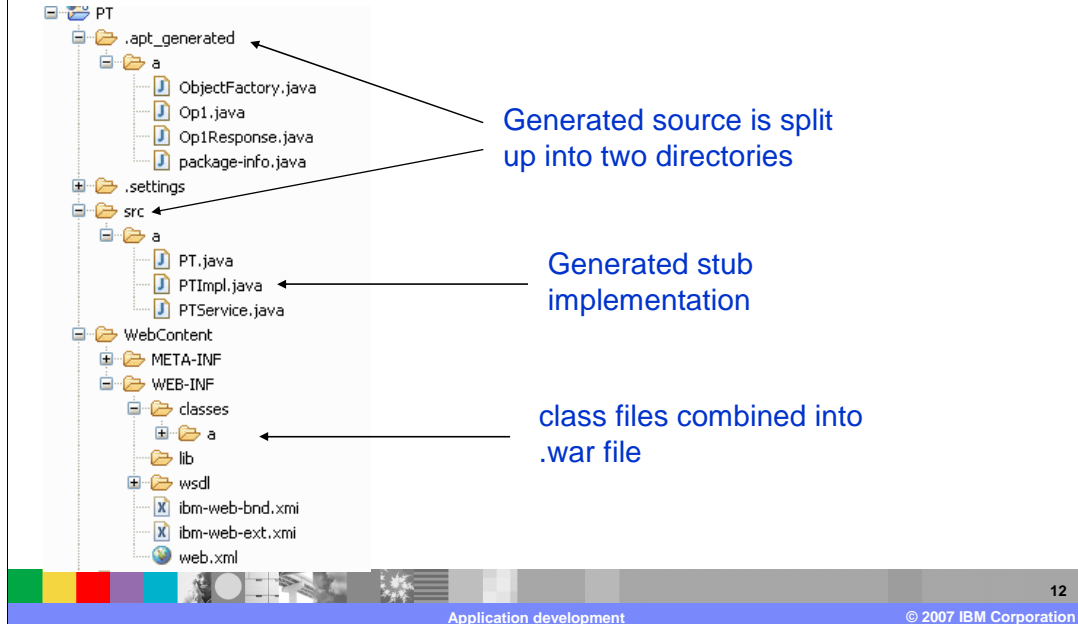 PT
.apt_generated
a
ObjectFactory.java
Op1.java
Op1Response.java
package-info.java
.settings
src
a
PT.java
PTImpl.java
PTService.java
WebContent
META-INF
WEB-INF
classes
a
lib
wsdl
ibm-web-bnd.xmi
ibm-web-ext.xmi
web.xml
Generated source is split
up into two directories
Generated stub
implementation
class files combined into
.war file
12
Application development
© 2007 IBM Corporation